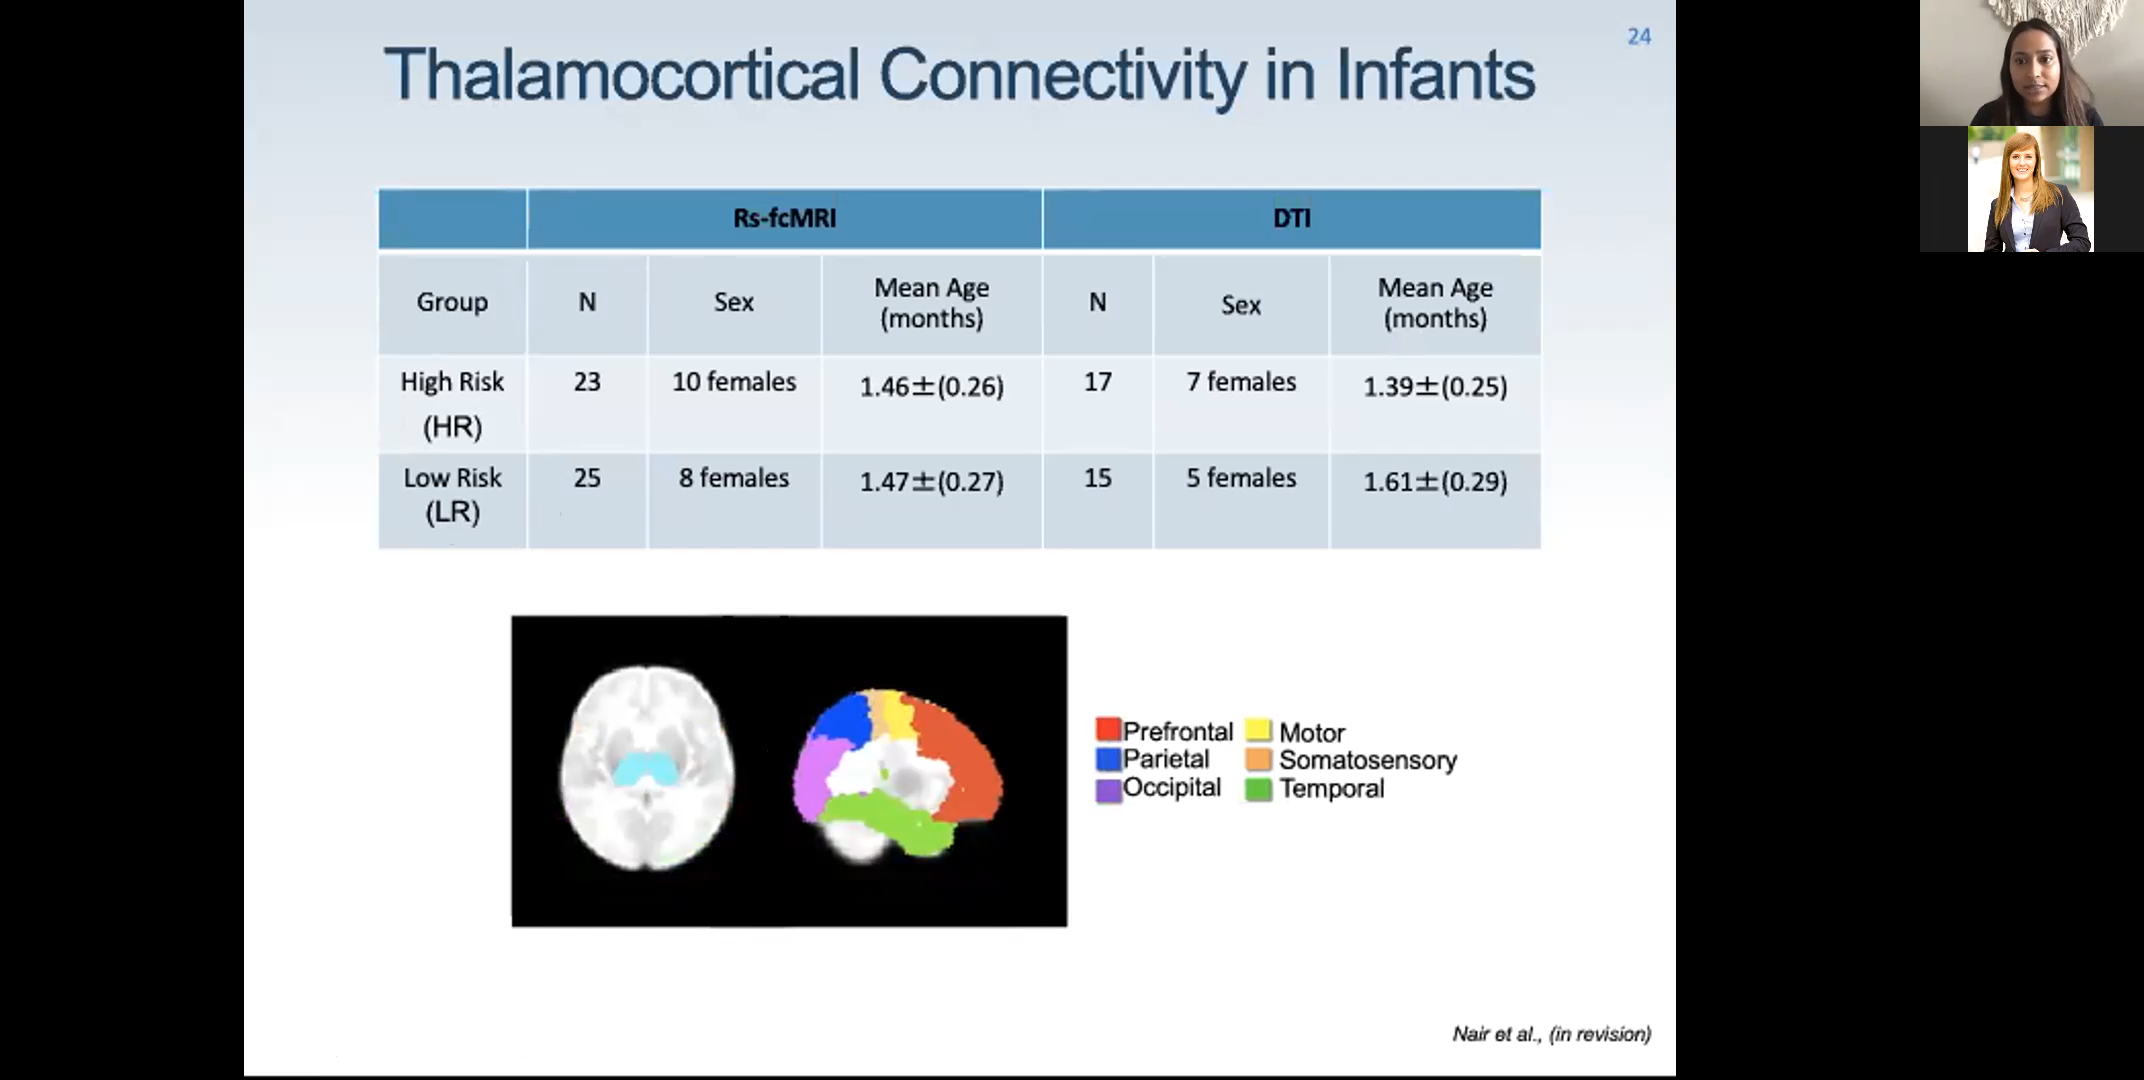 24
Thalamocortical Connectivity in Infants
Rs-fcMRI DTI
Group N Sex Mean Age (months) N Sex Mean Age (months)
High Risk (HR) 23 10 females 1.46±(0.26) 17 7 females 1.39±(0.25)
Low Risk (LR) 25 8 females 1.47±(0.27) 15 5 females 1.61±(0.29)
Prefrontal Motor
Parietal Somatosensory
Occipital Temporal
Nair et al., (in revision)